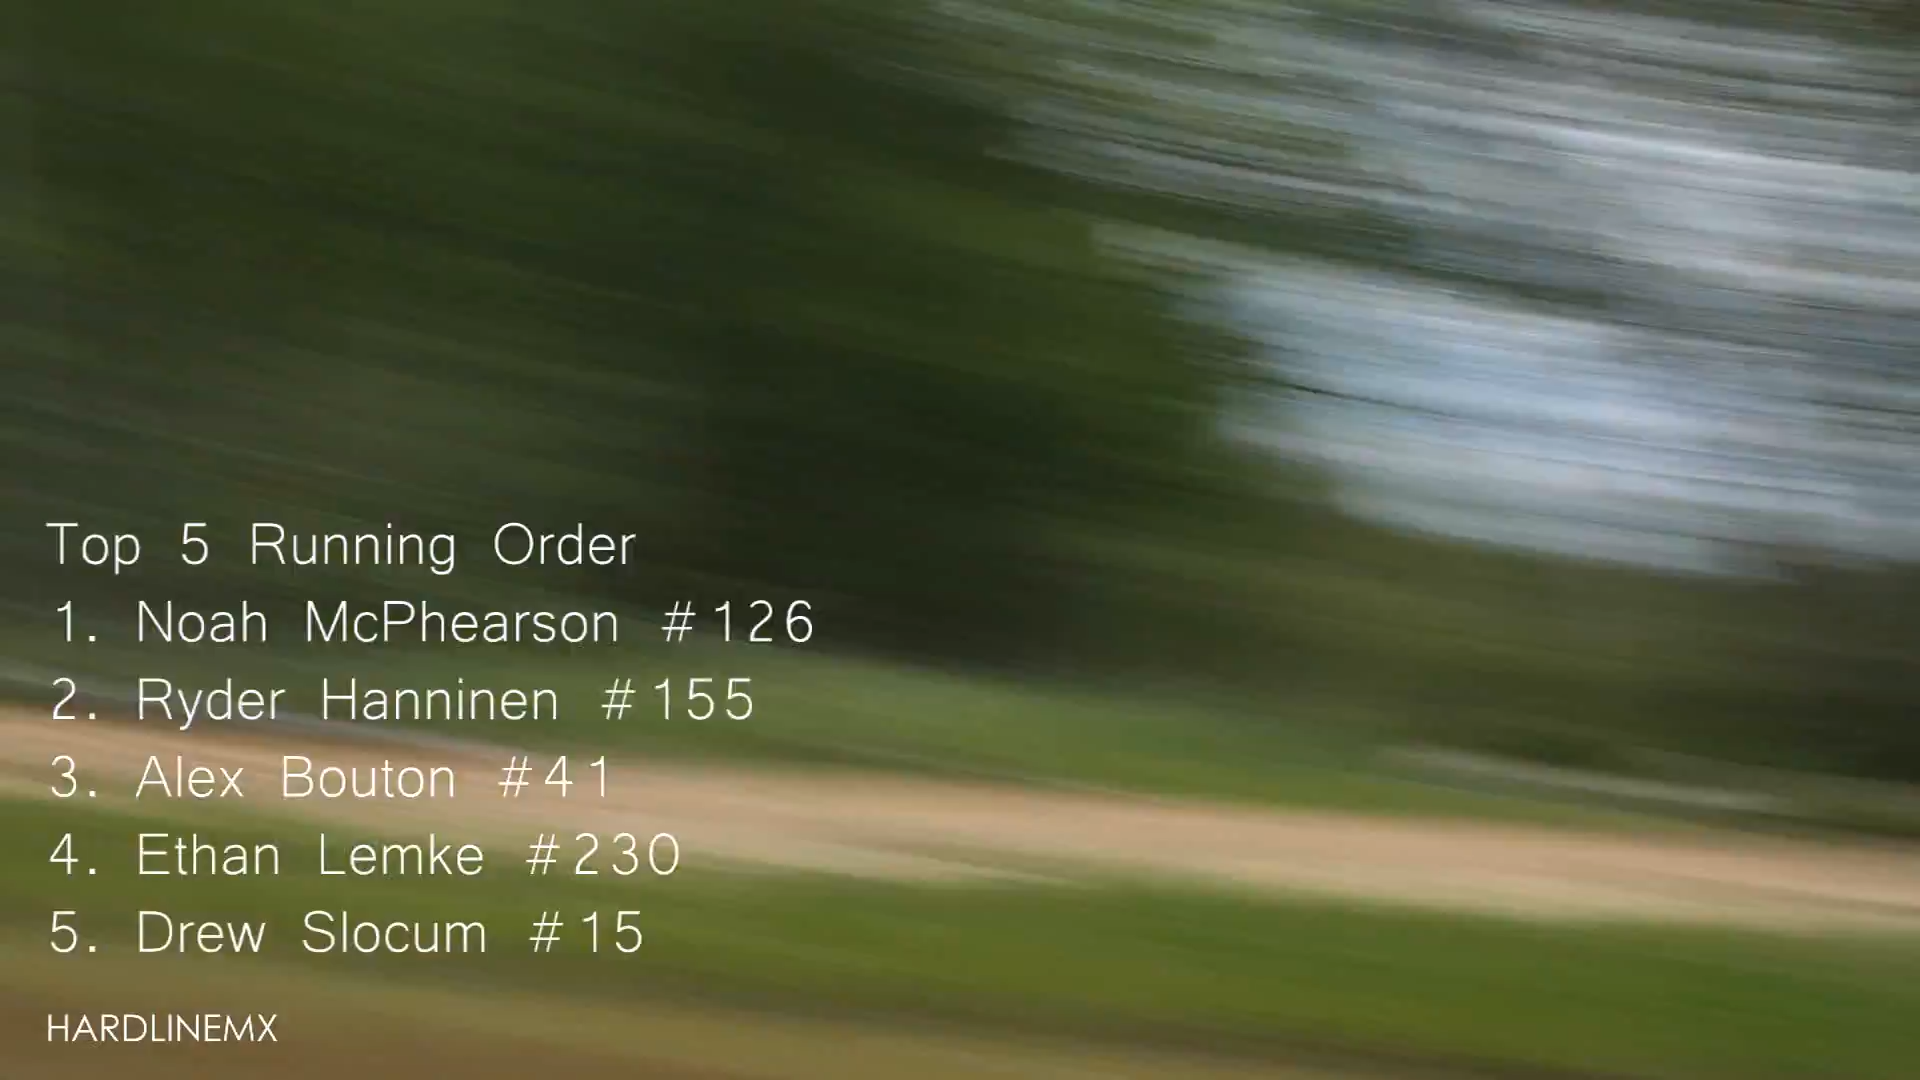 Top 5 Running Order
1. Noah McPhearson #126
2. Ryder Hanninen #155
3. Alex Bouton #41
4. Ethan Lemke #230
5. Drew Slocum #15
HARDLINEMX